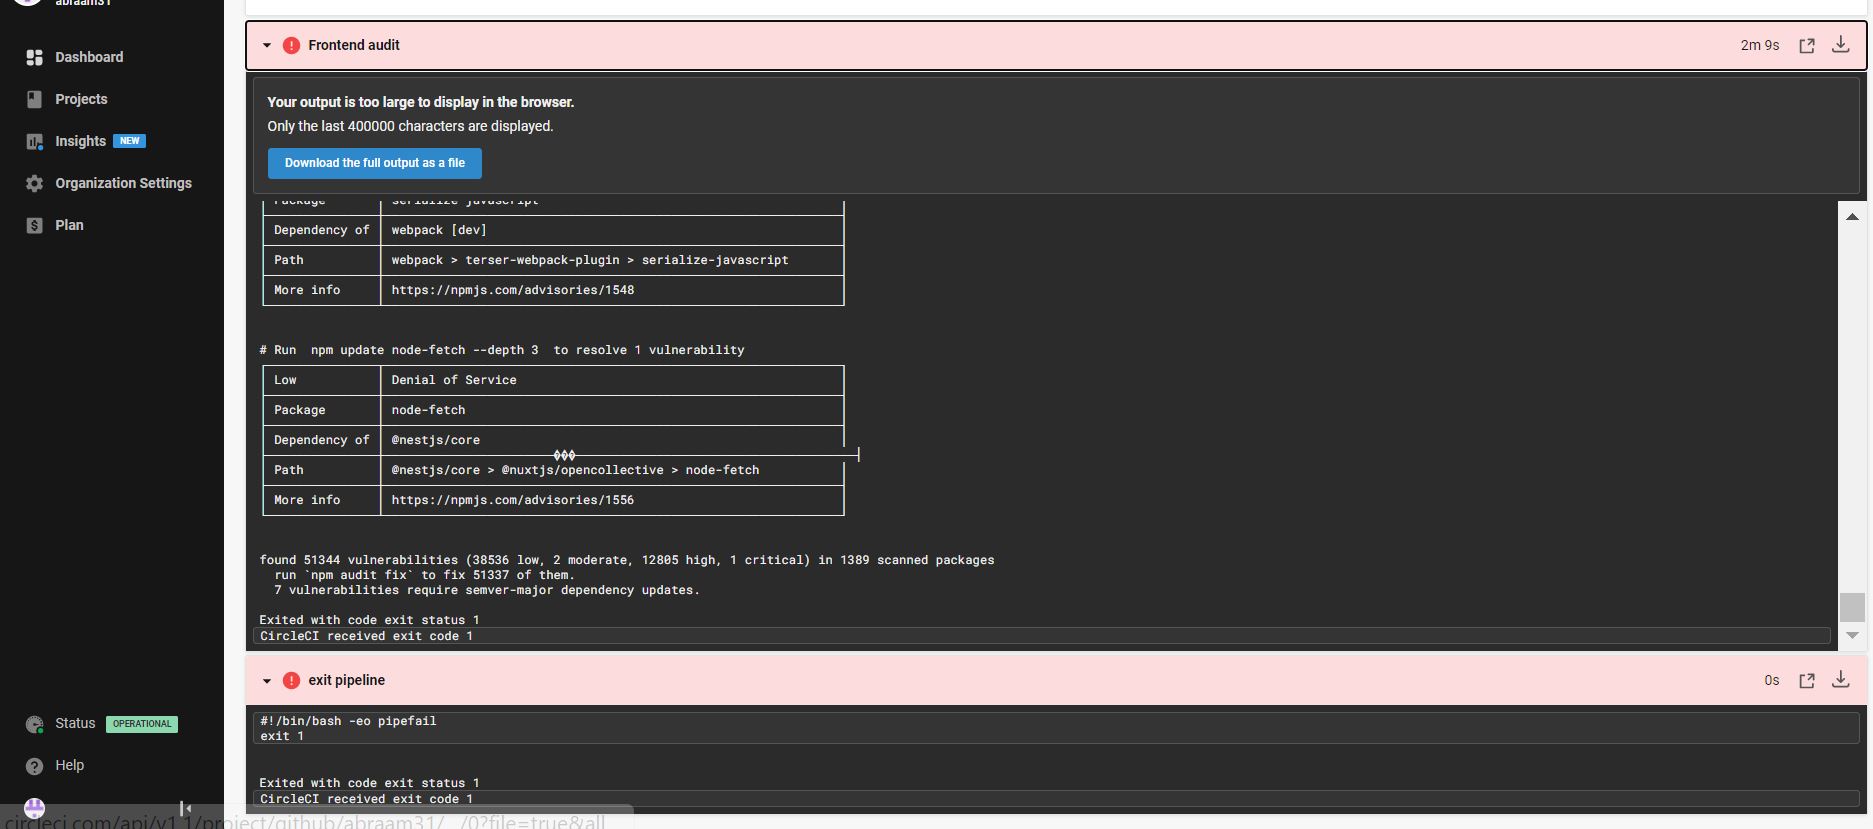 abraam31
Dashboard
Projects
Insights NEW
Organization Settings
Plan
Status OPERATIONAL
Help
Frontend audit 2m 9s
Your output is too large to display in the browser.
Only the last 400000 characters are displayed.
Download the full output as a file
Package serialize-javascript
Dependency of webpack [dev]
Path webpack > terser-webpack-plugin > serialize-javascript
More info https://npmjs.com/advisories/1548
# Run  npm update node-fetch --depth 3  to resolve 1 vulnerability
Low Denial of Service
Package node-fetch
Dependency of @nestjs/core
Path @nestjs/core > @nuxtjs/opencollective > node-fetch
More info https://npmjs.com/advisories/1556
found 51344 vulnerabilities (38536 low, 2 moderate, 12805 high, 1 critical) in 1389 scanned packages
run `npm audit fix` to fix 51337 of them.
7 vulnerabilities require semver-major dependency updates.
Exited with code exit status 1
CircleCI received exit code 1
exit pipeline 0s
#!/bin/bash -eo pipefail
exit 1
Exited with code exit status 1
CircleCI received exit code 1
circleci.com/api/v1.1/project/github/abraam31/.../0?file=true&all...